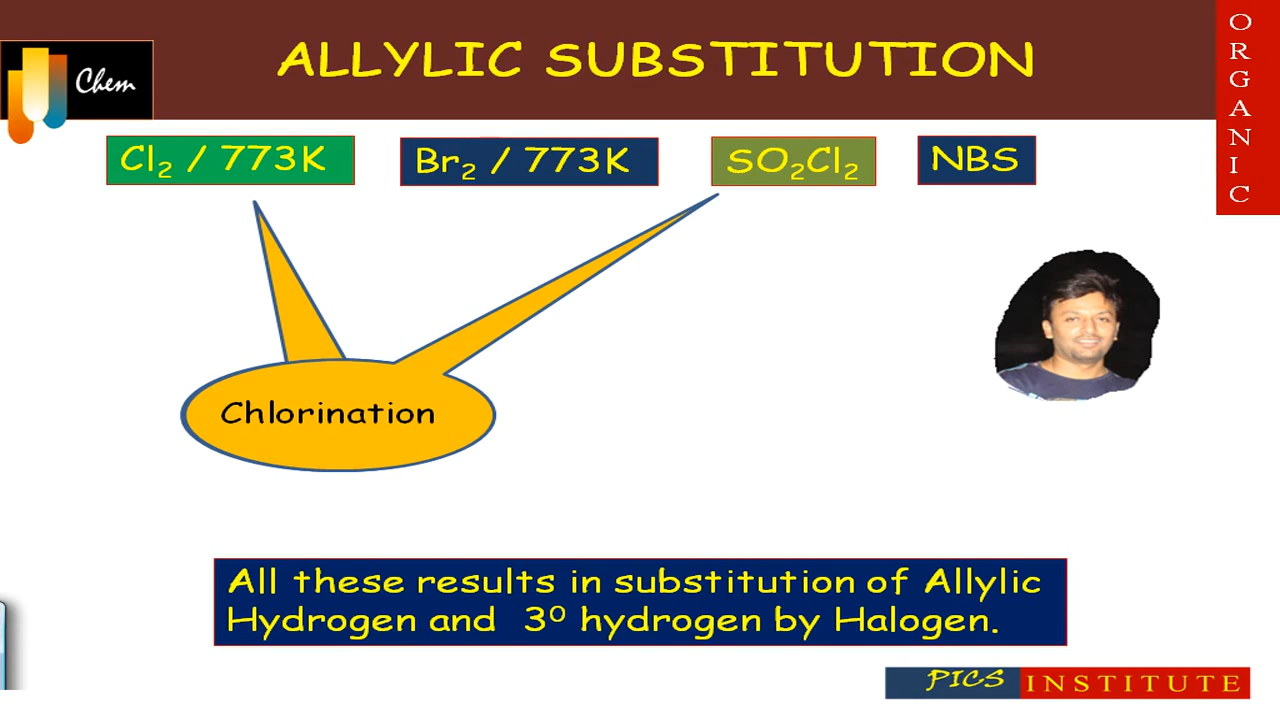 ALLYLIC SUBSTITUTION
ORGANIC
Chem
Cl₂ / 773K
Br₂ / 773K
SO₂Cl₂
NBS
Chlorination
All these results in substitution of Allylic
Hydrogen and 3⁰ hydrogen by Halogen.
PICS INSTITUTE